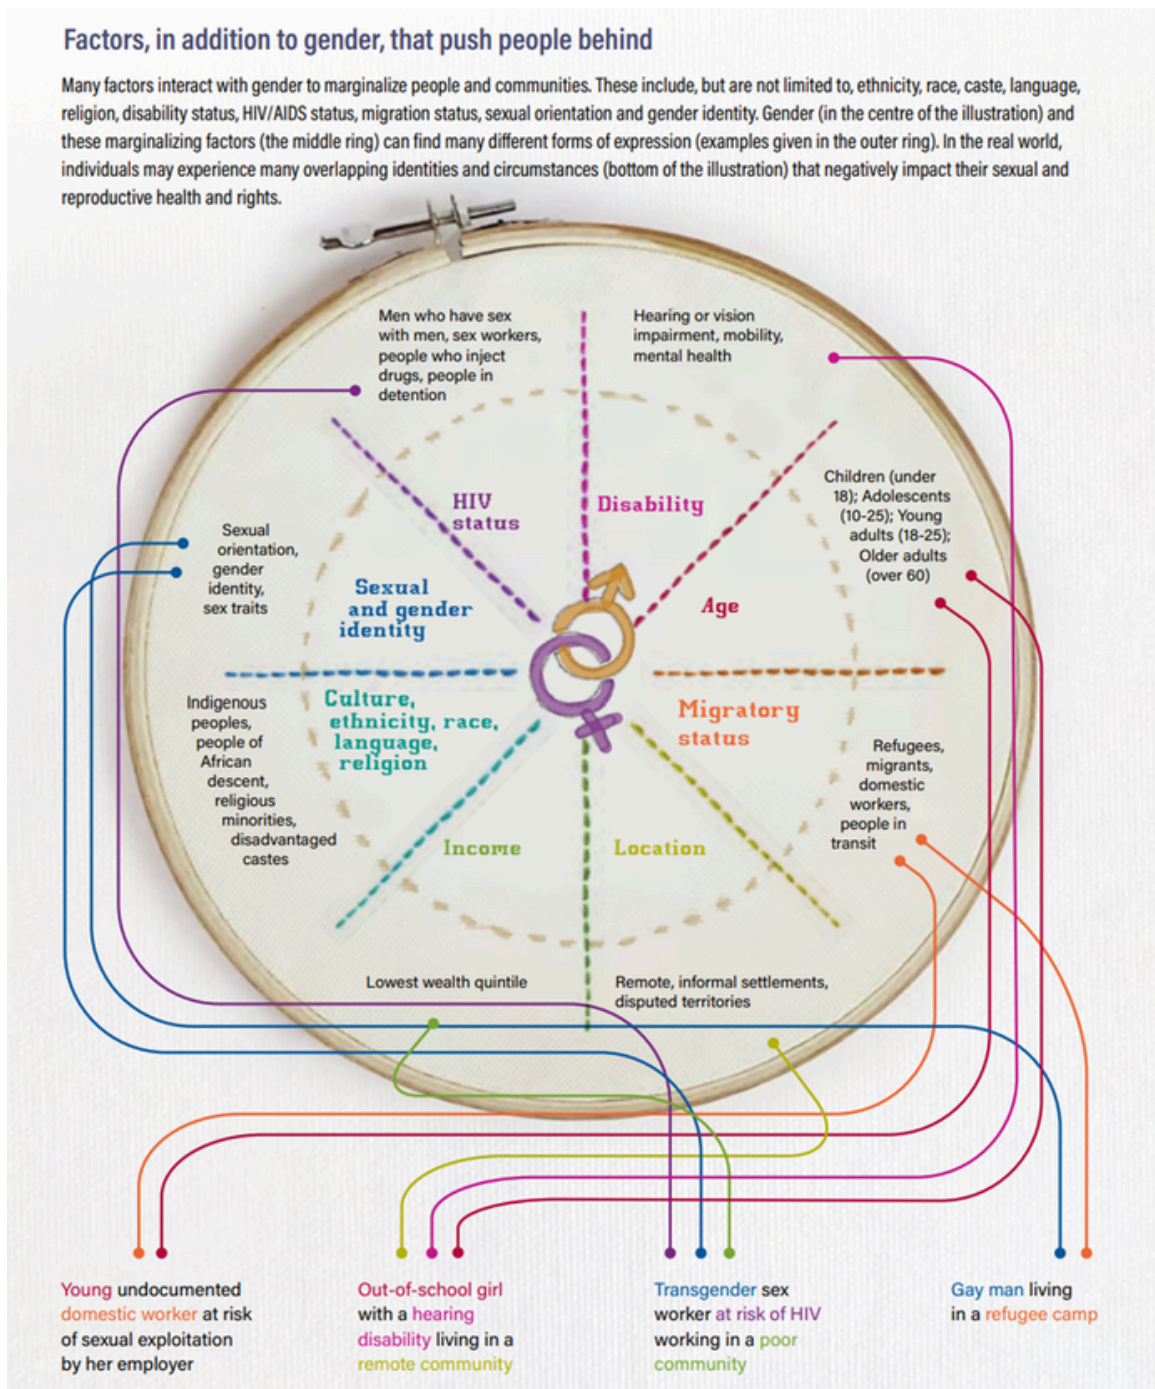 Factors, in addition to gender, that push people behind
Many factors interact with gender to marginalize people and communities. These include, but are not limited to, ethnicity, race, caste, language,
religion, disability status, HIV/AIDS status, migration status, sexual orientation and gender identity. Gender (in the centre of the illustration) and
these marginalizing factors (the middle ring) can find many different forms of expression (examples given in the outer ring). In the real world,
individuals may experience many overlapping identities and circumstances (bottom of the illustration) that negatively impact their sexual and
reproductive health and rights.
Men who have sex
with men, sex workers,
people who inject
drugs, people in
detention
Hearing or vision
impairment, mobility,
mental health
HIV
status
Disability
Children (under
18); Adolescents
(10-25); Young
adults (18-25);
Older adults
(over 60)
Sexual
orientation,
gender
identity,
sex traits
Sexual
and gender
identity
Age
Indigenous
peoples,
people of
African
descent,
religious
minorities,
disadvantaged
castes
Culture,
ethnicity, race,
language,
religion
Migratory
status
Refugees,
migrants,
domestic
workers,
people in
transit
Income
Location
Lowest wealth quintile
Remote, informal settlements,
disputed territories
Young undocumented
domestic worker at risk
of sexual exploitation
by her employer
Out-of-school girl
with a hearing
disability living in a
remote community
Transgender sex
worker at risk of HIV
working in a poor
community
Gay man living
in a refugee camp